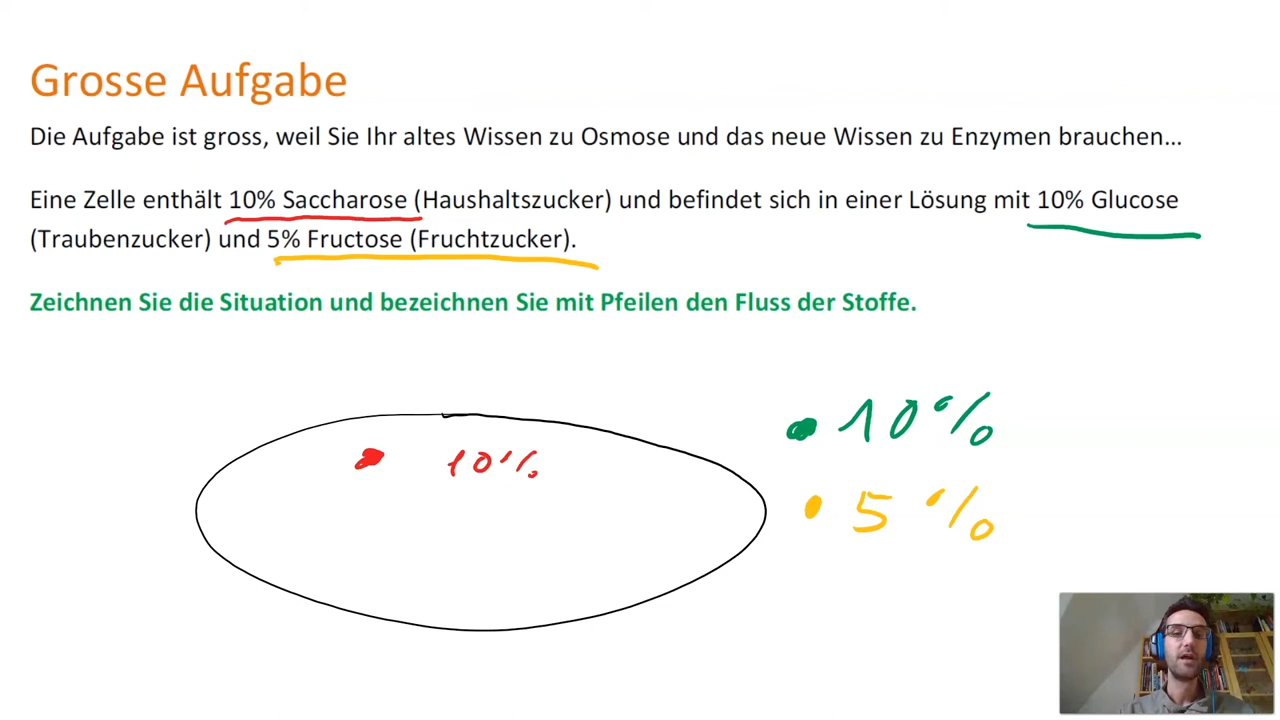 Grosse Aufgabe
Die Aufgabe ist gross, weil Sie Ihr altes Wissen zu Osmose und das neue Wissen zu Enzymen brauchen...
Eine Zelle enthält 10% Saccharose (Haushaltszucker) und befindet sich in einer Lösung mit 10% Glucose
(Traubenzucker) und 5% Fructose (Fruchtzucker).
Zeichnen Sie die Situation und bezeichnen Sie mit Pfeilen den Fluss der Stoffe.
10%
10%
5%